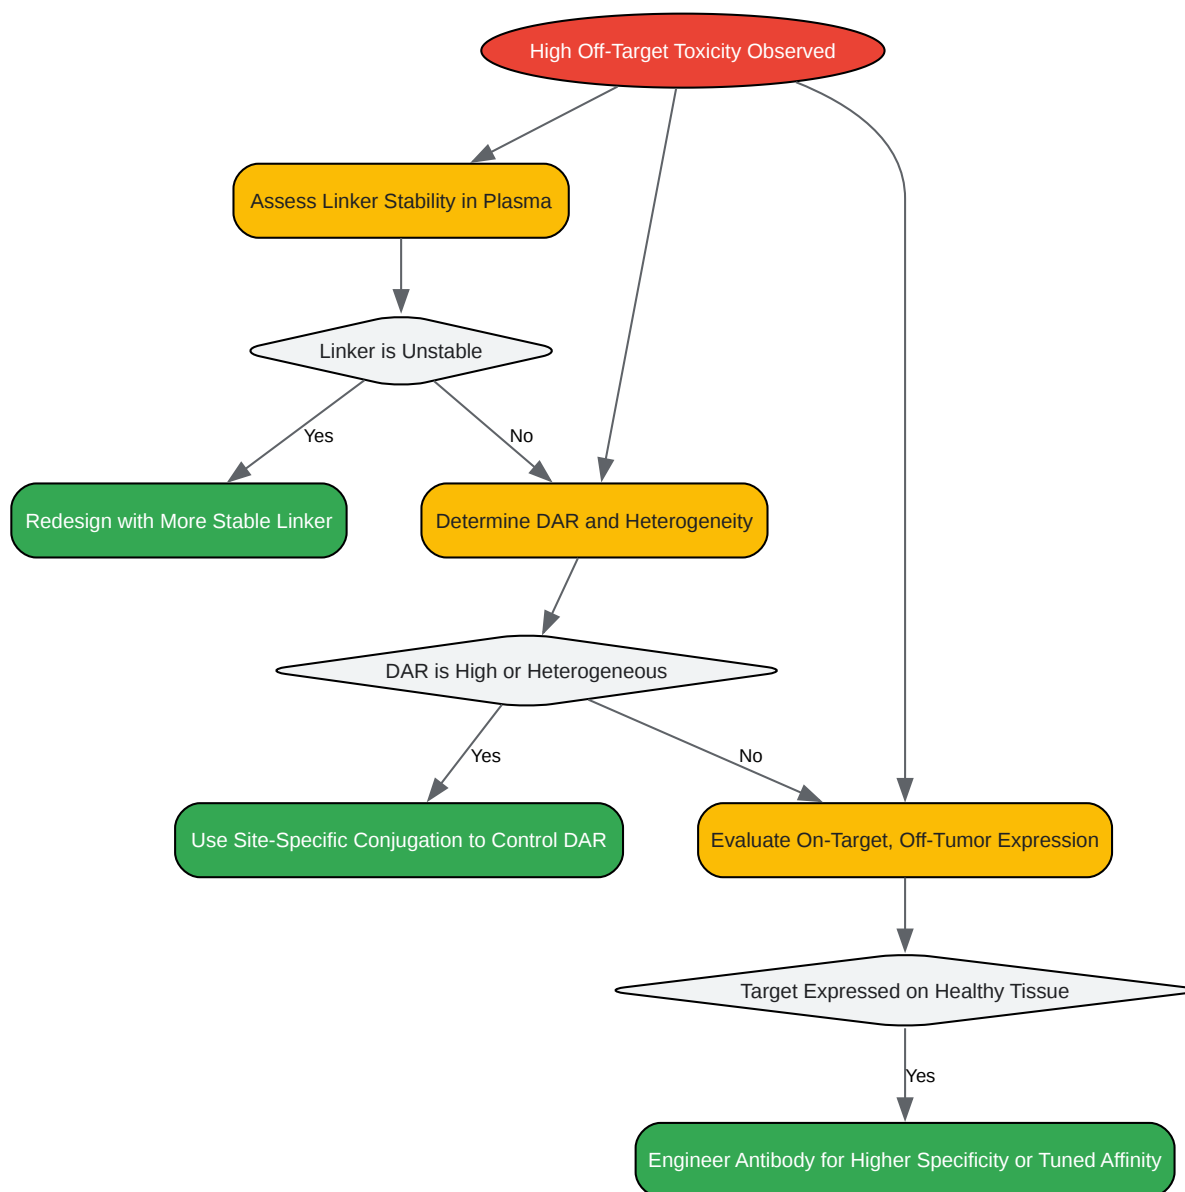 High Off-Target Toxicity Observed
Assess Linker Stability in Plasma
Linker is Unstable
Yes
No
Redesign with More Stable Linker
Determine DAR and Heterogeneity
DAR is High or Heterogeneous
Yes
No
Use Site-Specific Conjugation to Control DAR
Evaluate On-Target, Off-Tumor Expression
Target Expressed on Healthy Tissue
Yes
Engineer Antibody for Higher Specificity or Tuned Affinity